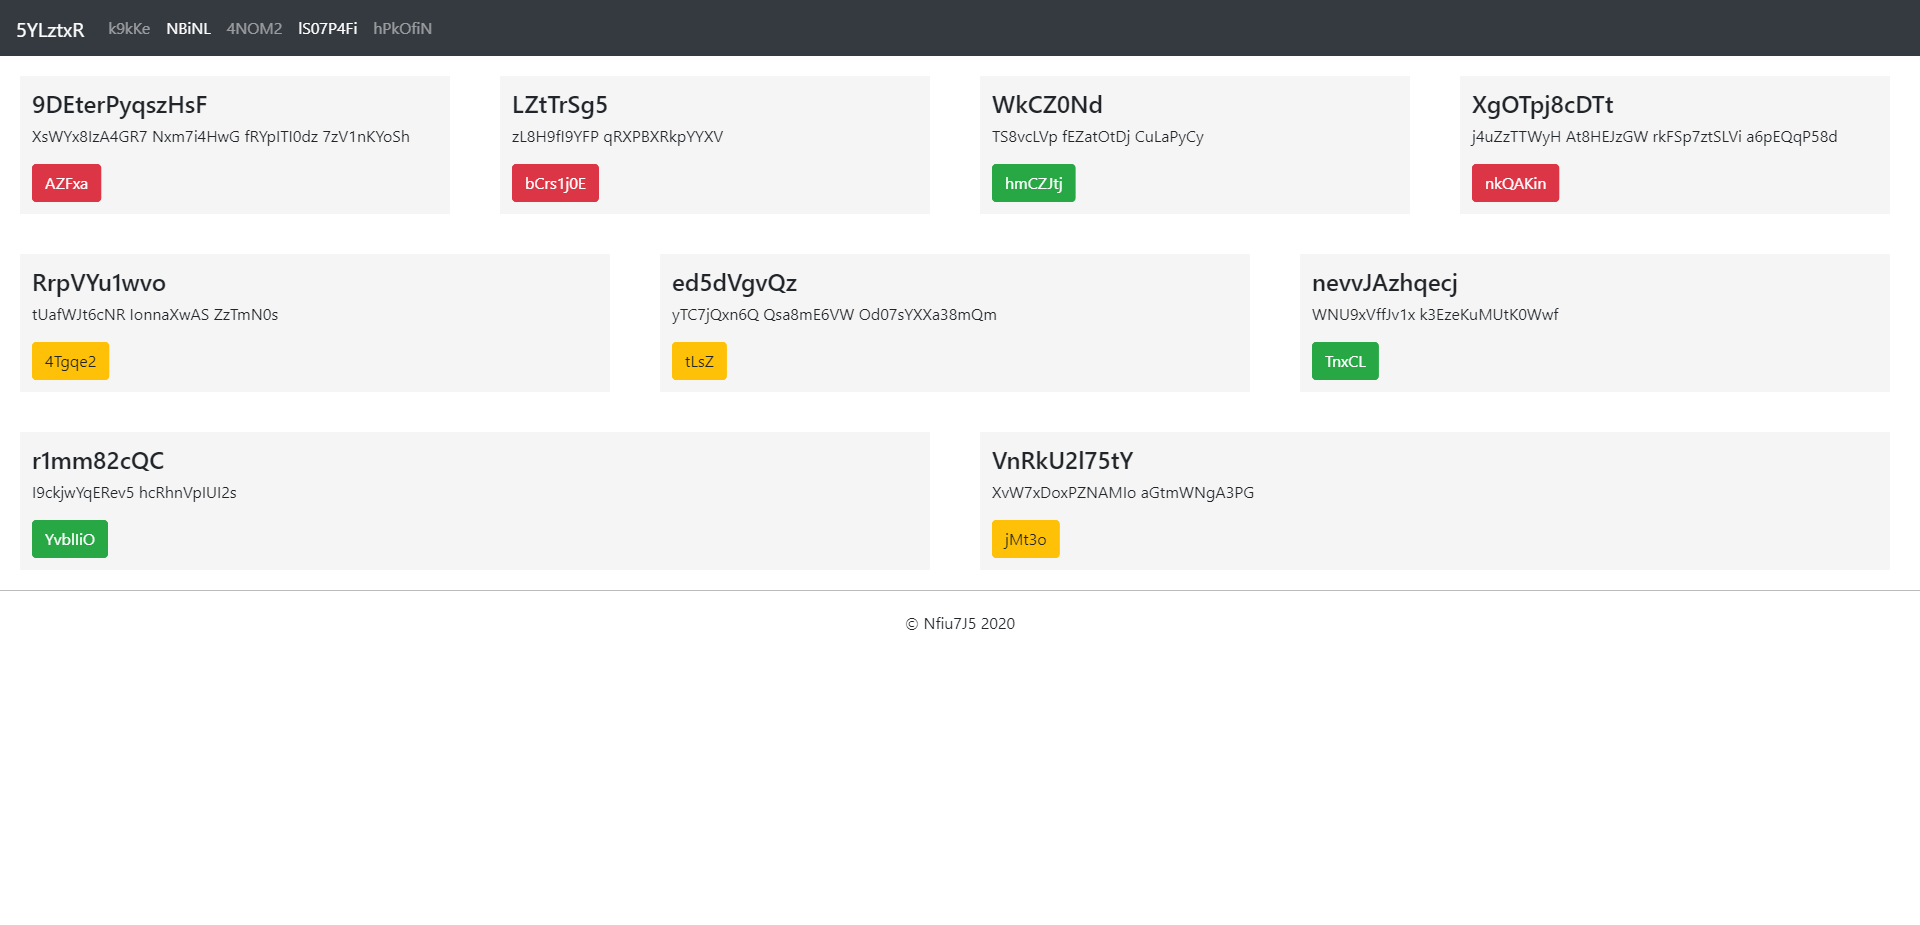 5YLztxR k9kKe NBiNL 4NOM2 lS07P4Fi hPkOfiN
9DEterPyqszHsF
XsWYx8IzA4GR7 Nxm7i4HwG fRYpITI0dz 7zV1nKYoSh
AZFxa
LZtTrSg5
zL8H9fI9YFP qRXPBXRkpYYXV
bCrs1j0E
WkCZ0Nd
TS8vcLVp fEZatOtDj CuLaPyCy
hmCZJtj
XgOTpj8cDTt
j4uZzTTWyH At8HEJzGW rkFSp7ztSLVi a6pEQqP58d
nkQAKin
RrpVYu1wvo
tUafWJt6cNR IonnaXwAS ZzTmN0s
4Tgqe2
ed5dVgvQz
yTC7jQxn6Q Qsa8mE6VW Od07sYXXa38mQm
tLsZ
nevvJAzhqecj
WNU9xVffJv1x k3EzeKuMUtK0Wwf
TnxCL
r1mm82cQC
I9ckjwYqERev5 hcRhnVpIUI2s
YvblIiO
VnRkU2l75tY
XvW7xDoxPZNAMIo aGtmWNgA3PG
jMt3o
© Nfiu7J5 2020